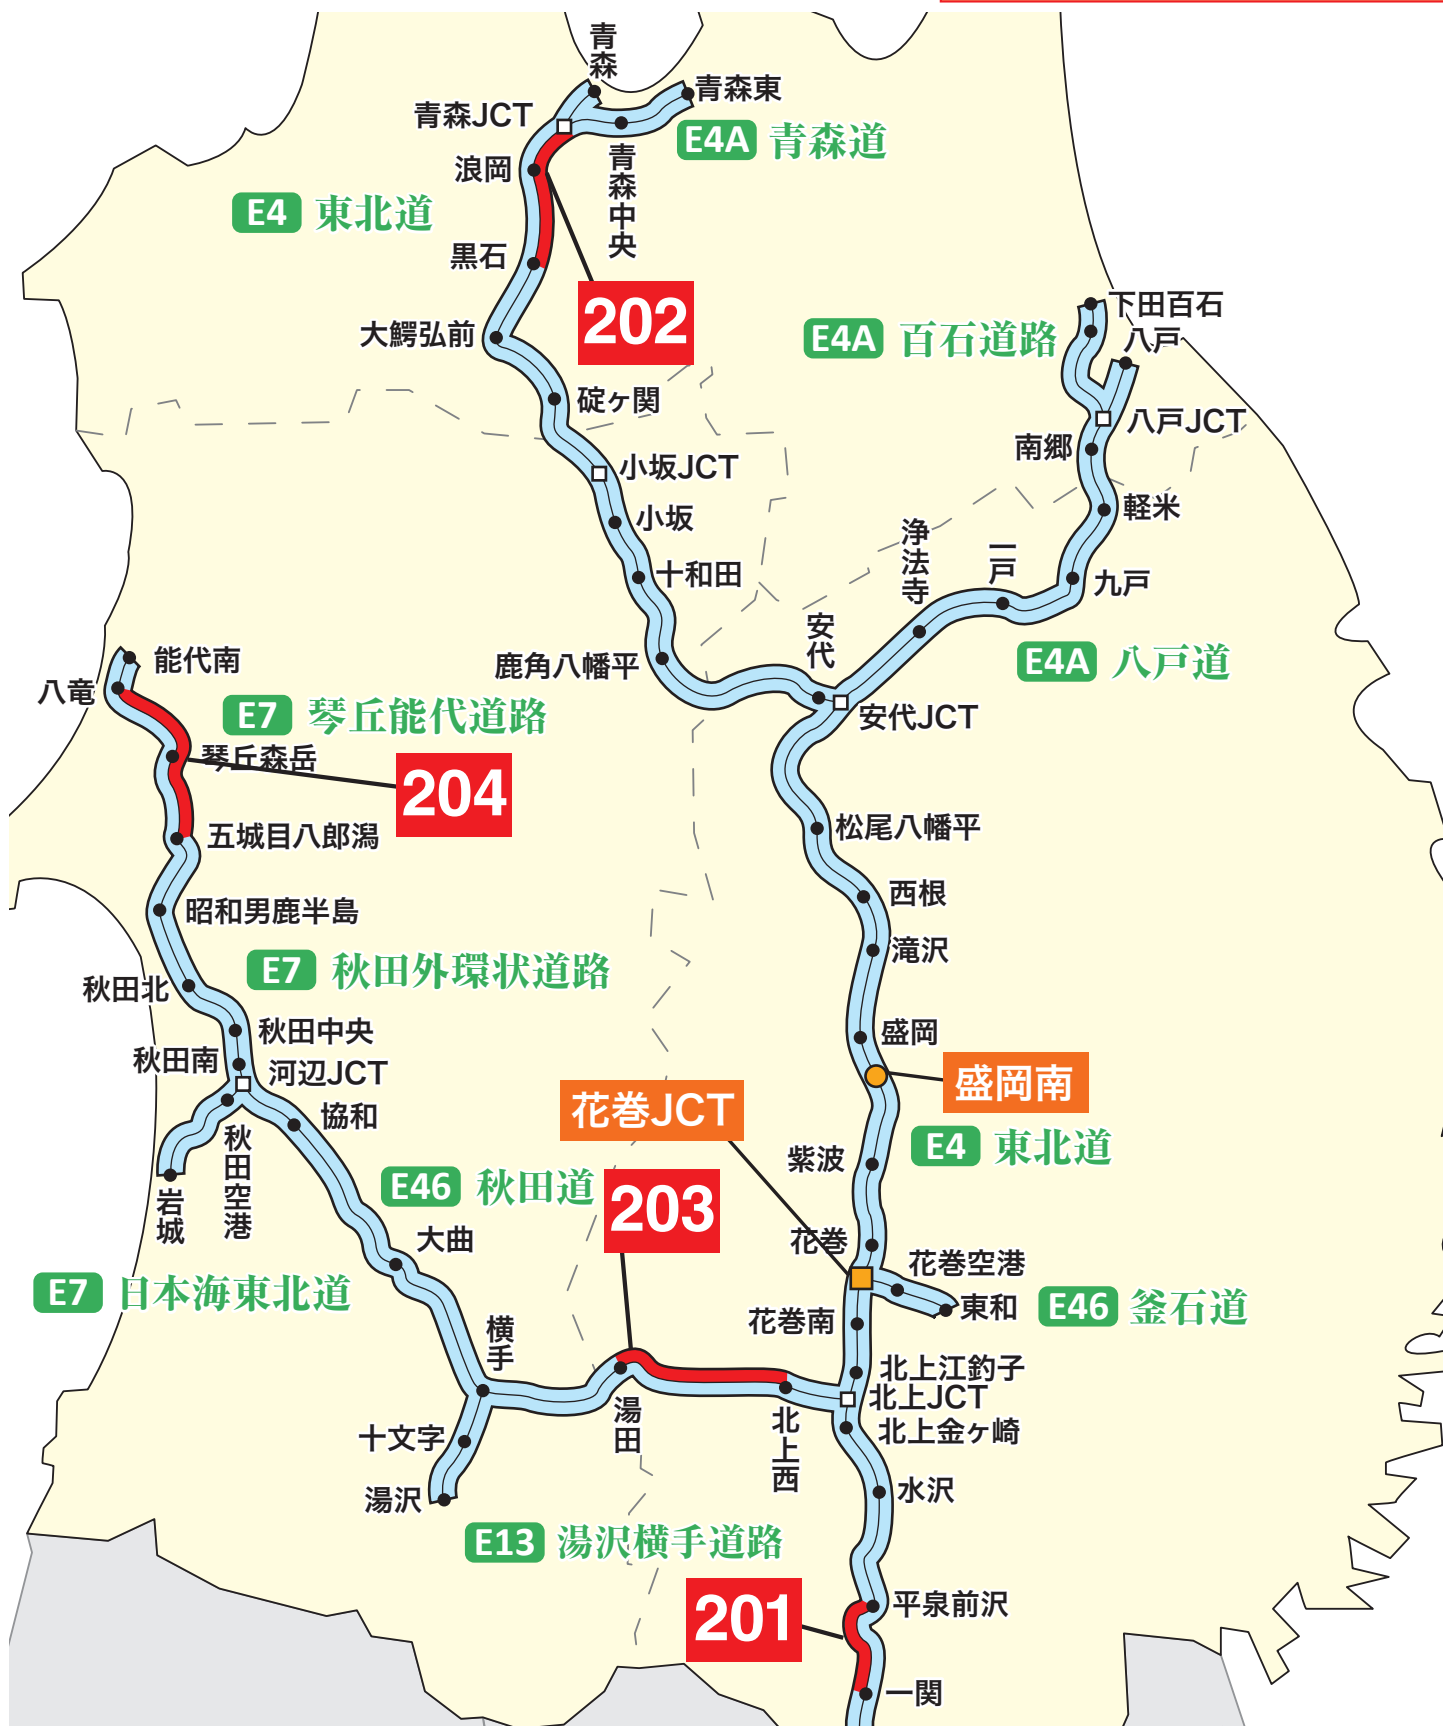 青森
青森東
青森JCT
E4A 青森道
青森中央
浪岡
E4 東北道
黒石
202
下田百石
大鰐弘前
E4A 百石道路
八戸
碇ヶ関
八戸JCT
南郷
小坂JCT
軽米
小坂
浄法寺
一戸
十和田
九戸
安代
能代南
鹿角八幡平
E4A 八戸道
八竜
E7 琴丘能代道路
安代JCT
琴丘森岳
204
五城目八郎潟
松尾八幡平
西根
昭和男鹿半島
滝沢
E7 秋田外環状道路
秋田北
秋田中央
盛岡
秋田南
河辺JCT
盛岡南
花巻JCT
協和
秋田空港
E4 東北道
紫波
E46 秋田道
203
岩城
大曲
花巻
花巻空港
E7 日本海東北道
東和
E46 釜石道
花巻南
横手
北上江釣子
北上JCT
湯田
北上西
北上金ヶ崎
十文字
湯沢
水沢
E13 湯沢横手道路
平泉前沢
201
一関